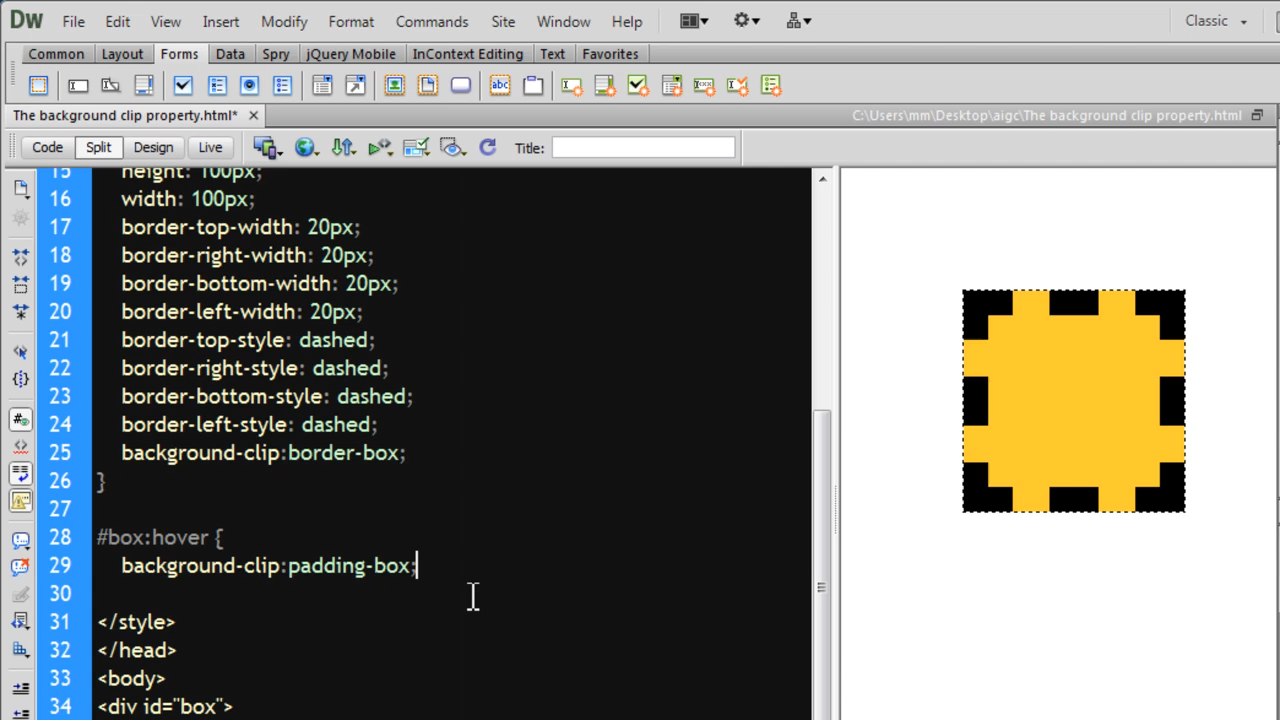 Dw File Edit View Insert Modify Format Commands Site Window Help Classic
Common Layout Forms Data Spry jQuery Mobile InContext Editing Text Favorites
abc
The background clip property.html* C:\Users\mm\Desktop\aigc\The background clip property.html
Code Split Design Live Title:
15 height: 100px;
16 width: 100px;
17 border-top-width: 20px;
18 border-right-width: 20px;
19 border-bottom-width: 20px;
20 border-left-width: 20px;
21 border-top-style: dashed;
22 border-right-style: dashed;
23 border-bottom-style: dashed;
24 border-left-style: dashed;
25 background-clip:border-box;
26 }
27
28 #box:hover {
29 background-clip:padding-box;
30
31 </style>
32 </head>
33 <body>
34 <div id="box">